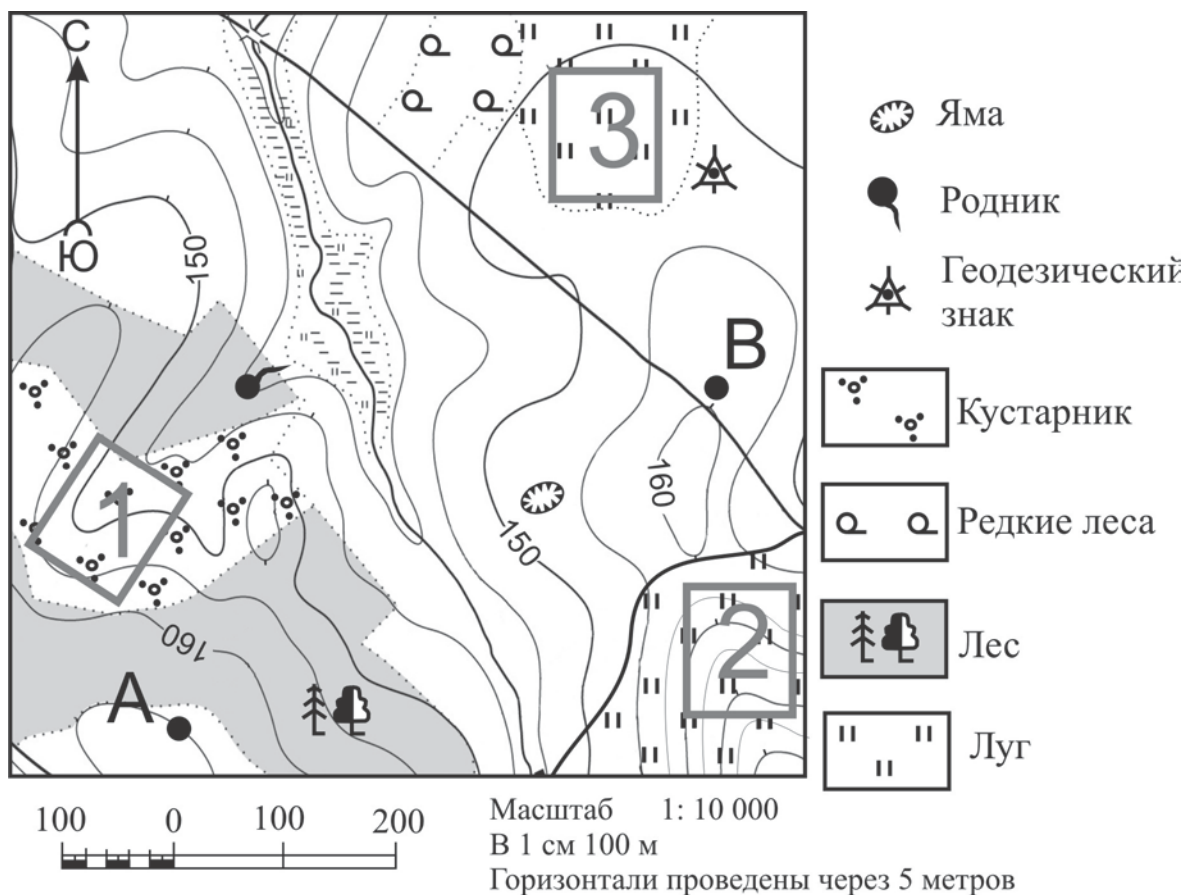 С
Ю
150
3
В
1
160
150
160
2
А
Яма
Родник
Геодезический
знак
Кустарник
Редкие леса
Лес
Луг
100 0 100 200
Масштаб 1: 10 000
В 1 см 100 м
Горизонтали проведены через 5 метров